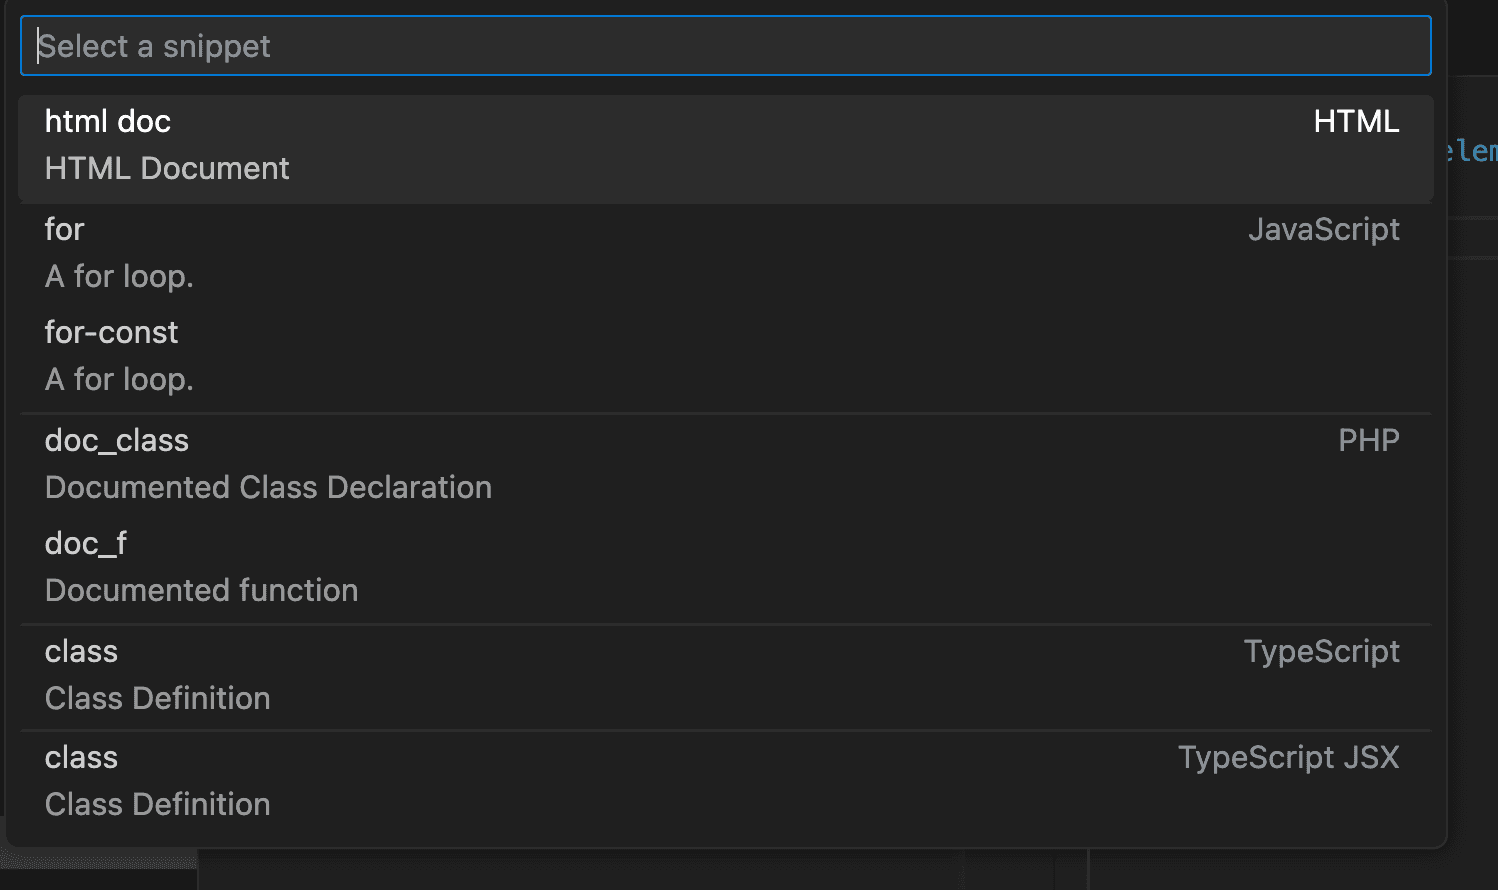 Select a snippet
html doc HTML
HTML Document
for JavaScript
A for loop.
for-const
A for loop.
doc_class PHP
Documented Class Declaration
doc_f
Documented function
class TypeScript
Class Definition
class TypeScript JSX
Class Definition